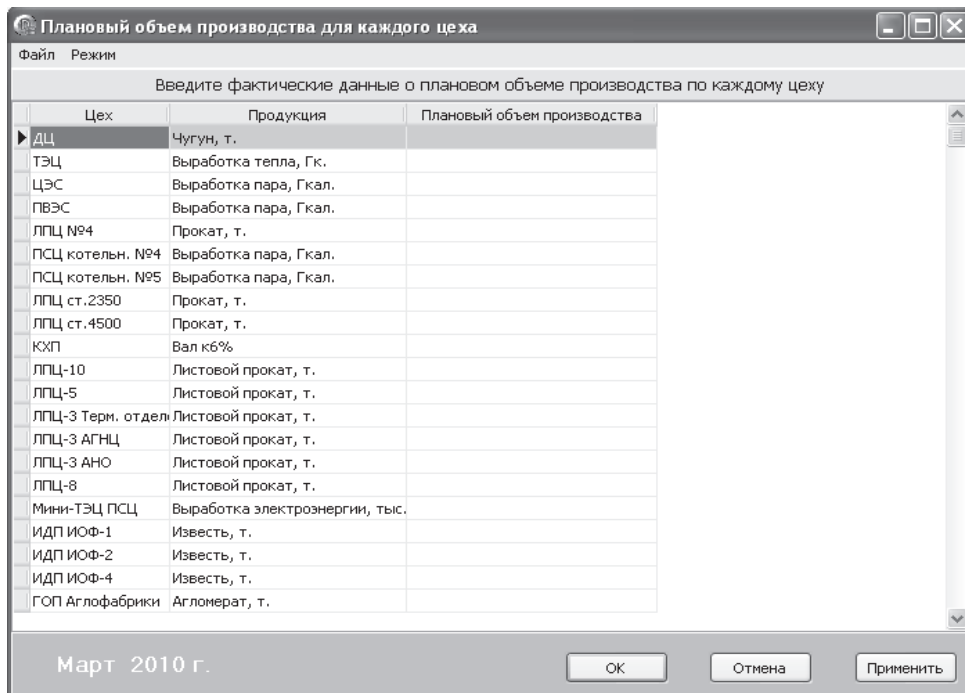 Плановый объем производства для каждого цеха
Файл Режим
Введите фактические данные о плановом объеме производства по каждому цеху
Цех Продукция Плановый объем производства
ДЦ Чугун, т.
ТЭЦ Выработка тепла, Гк.
ЦЭС Выработка пара, Гкал.
ПВЭС Выработка пара, Гкал.
ЛПЦ №4 Прокат, т.
ПСЦ котельн. №4 Выработка пара, Гкал.
ПСЦ котельн. №5 Выработка пара, Гкал.
ЛПЦ ст.2350 Прокат, т.
ЛПЦ ст.4500 Прокат, т.
КХП Вал к6%
ЛПЦ-10 Листовой прокат, т.
ЛПЦ-5 Листовой прокат, т.
ЛПЦ-3 Терм. отдел Листовой прокат, т.
ЛПЦ-3 АГНЦ Листовой прокат, т.
ЛПЦ-3 АНО Листовой прокат, т.
ЛПЦ-8 Листовой прокат, т.
Мини-ТЭЦ ПСЦ Выработка электроэнергии, тыс.
ИДП ИОФ-1 Известь, т.
ИДП ИОФ-2 Известь, т.
ИДП ИОФ-4 Известь, т.
ГОП Аглофабрики Агломерат, т.
Март 2010 г. ОК Отмена Применить